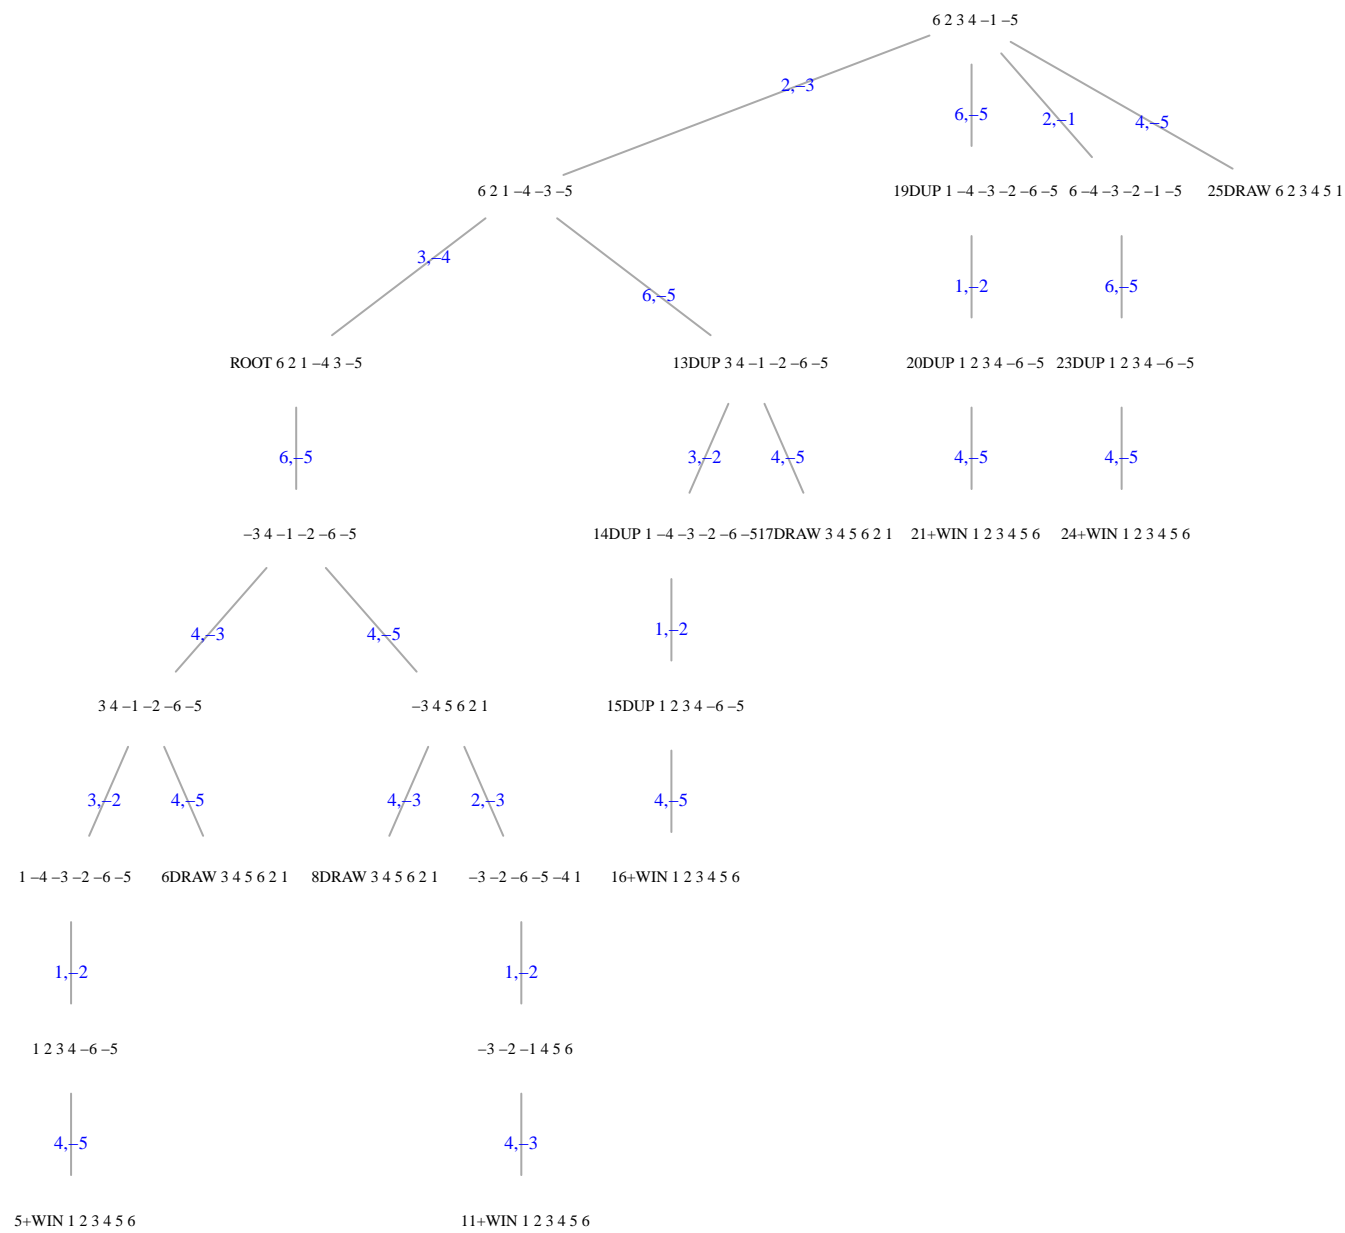 6 2 3 4 −1 −5
2,−3
6,−5
2,−1
4,−5
6 2 1 −4 −3 −5
19DUP 1 −4 −3 −2 −6 −5
6 −4 −3 −2 −1 −5
25DRAW 6 2 3 4 5 1
3,−4
6,−5
1,−2
6,−5
ROOT 6 2 1 −4 3 −5
13DUP 3 4 −1 −2 −6 −5
20DUP 1 2 3 4 −6 −5
23DUP 1 2 3 4 −6 −5
6,−5
3,−2
4,−5
4,−5
4,−5
−3 4 −1 −2 −6 −5
14DUP 1 −4 −3 −2 −6 −5
17DRAW 3 4 5 6 2 1
21+WIN 1 2 3 4 5 6
24+WIN 1 2 3 4 5 6
4,−3
4,−5
1,−2
3 4 −1 −2 −6 −5
−3 4 5 6 2 1
15DUP 1 2 3 4 −6 −5
3,−2
4,−5
4,−3
2,−3
4,−5
1 −4 −3 −2 −6 −5
6DRAW 3 4 5 6 2 1
8DRAW 3 4 5 6 2 1
−3 −2 −6 −5 −4 1
16+WIN 1 2 3 4 5 6
1,−2
1,−2
1 2 3 4 −6 −5
−3 −2 −1 4 5 6
4,−5
4,−3
5+WIN 1 2 3 4 5 6
11+WIN 1 2 3 4 5 6